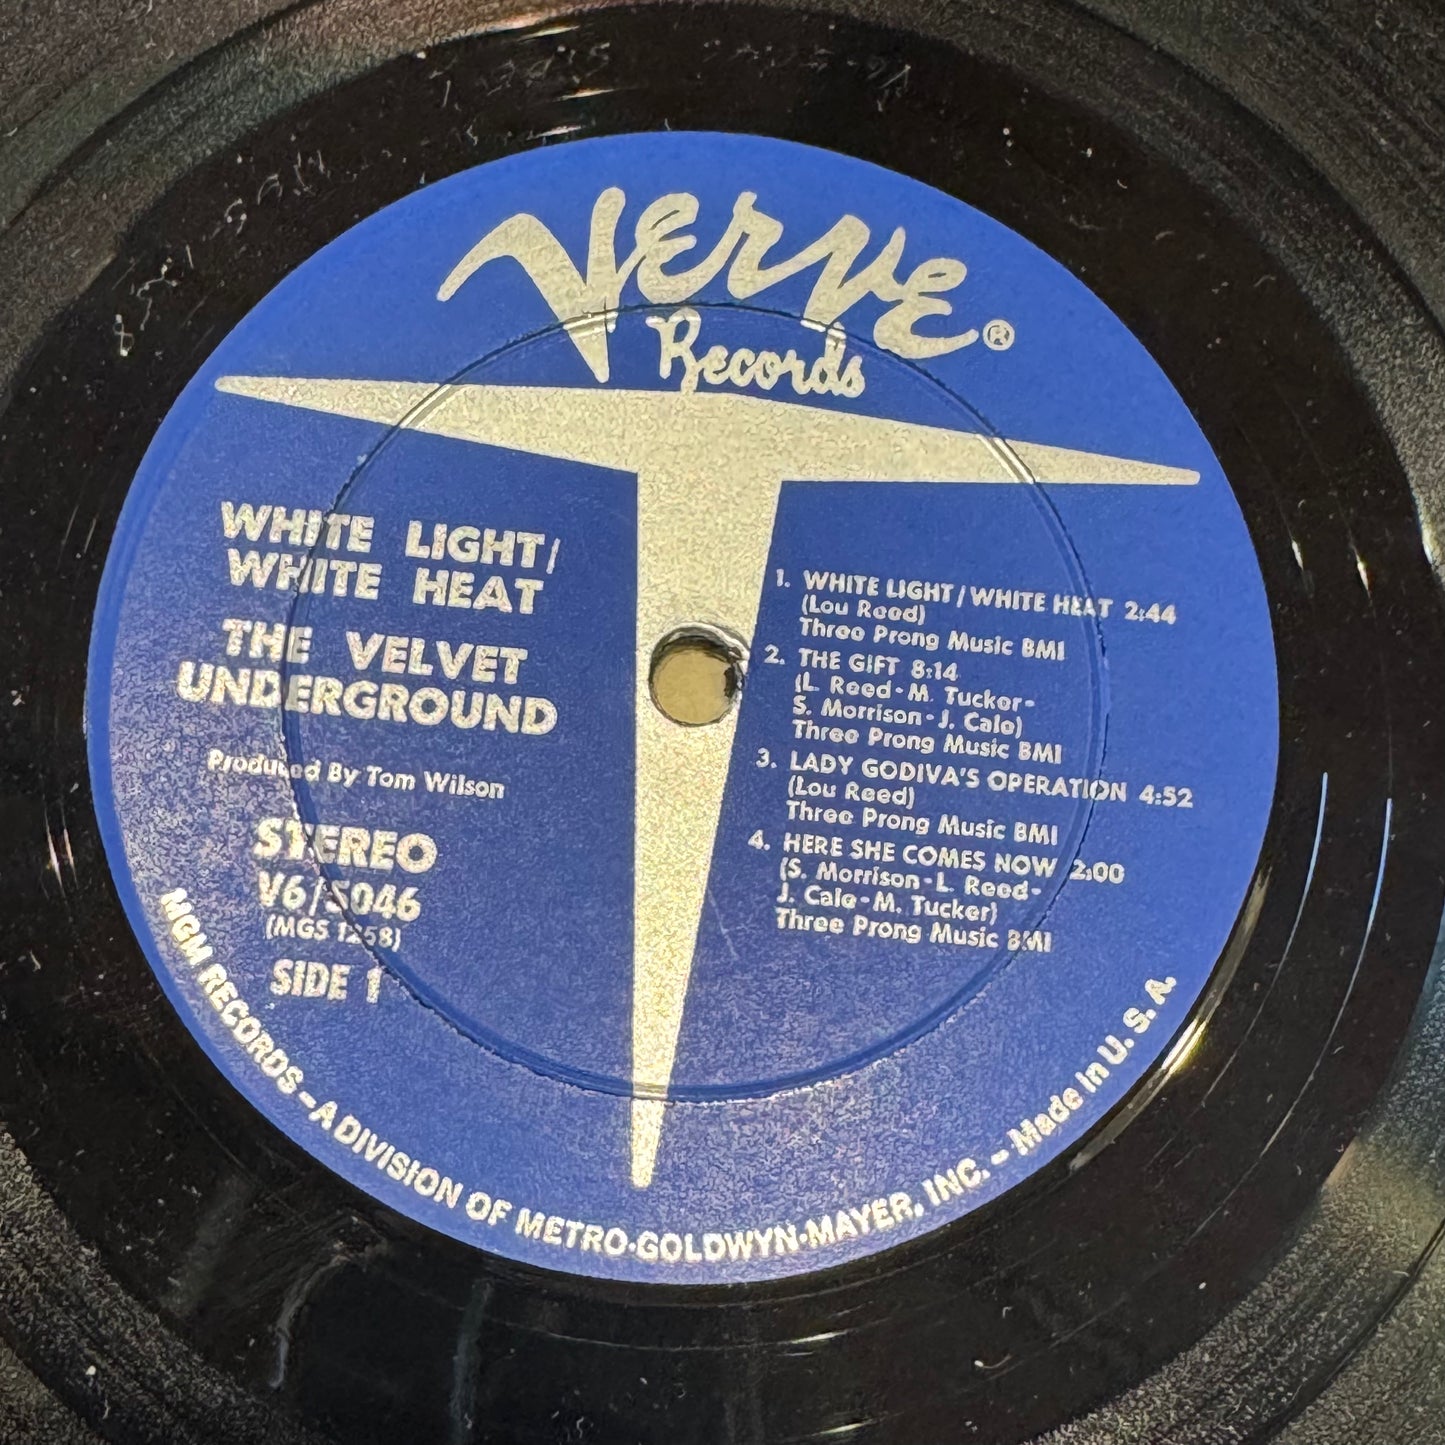 Verve®
Records
WHITE LIGHT/
WHITE HEAT
THE VELVET
UNDERGROUND
Produced By Tom Wilson
STEREO
V6/5046
(MGS 1258)
SIDE 1
1. WHITE LIGHT/WHITE HEAT 2:44
(Lou Reed)
Three Prong Music BMI
2. THE GIFT 8:14
(L. Reed-M. Tucker-
S. Morrison-J. Cale)
Three Prong Music BMI
3. LADY GODIVA'S OPERATION 4:52
(Lou Reed)
Three Prong Music BMI
4. HERE SHE COMES NOW 2:00
(S. Morrison-L. Reed-
J. Cale-M. Tucker)
Three Prong Music BMI
MGM RECORDS – A DIVISION OF METRO-GOLDWYN-MAYER, INC. – Made In U. S. A.